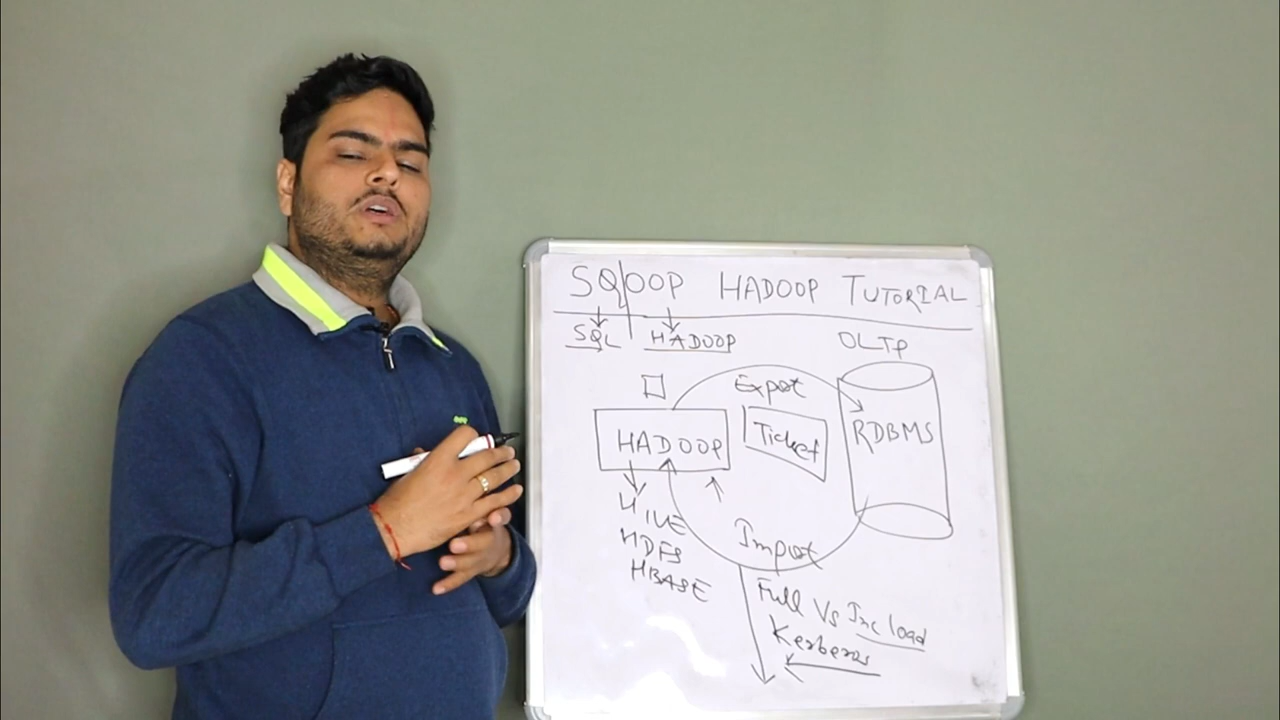 SQOOP HADOOP TUTORIAL
SQL HADOOP
OLTP
Export
HADOOP
Ticket
RDBMS
HIVE
HDFS
HBASE
Import
Full Vs Inc load
Kerberos